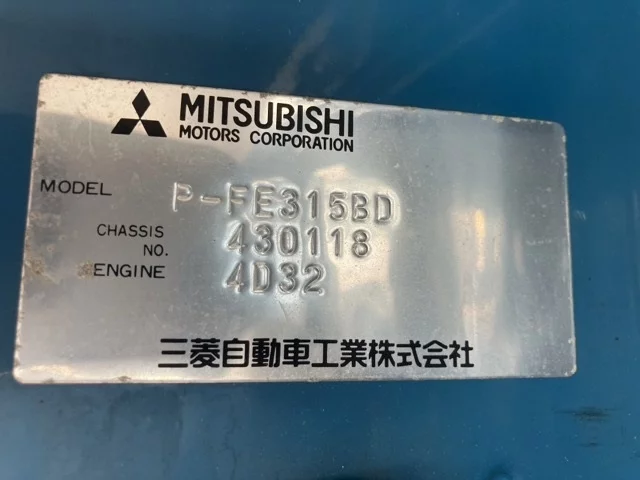 MITSUBISHI
MOTORS CORPORATION
MODEL P-FE315BD
CHASSIS NO. 430118
ENGINE 4D32
三菱自動車工業株式会社